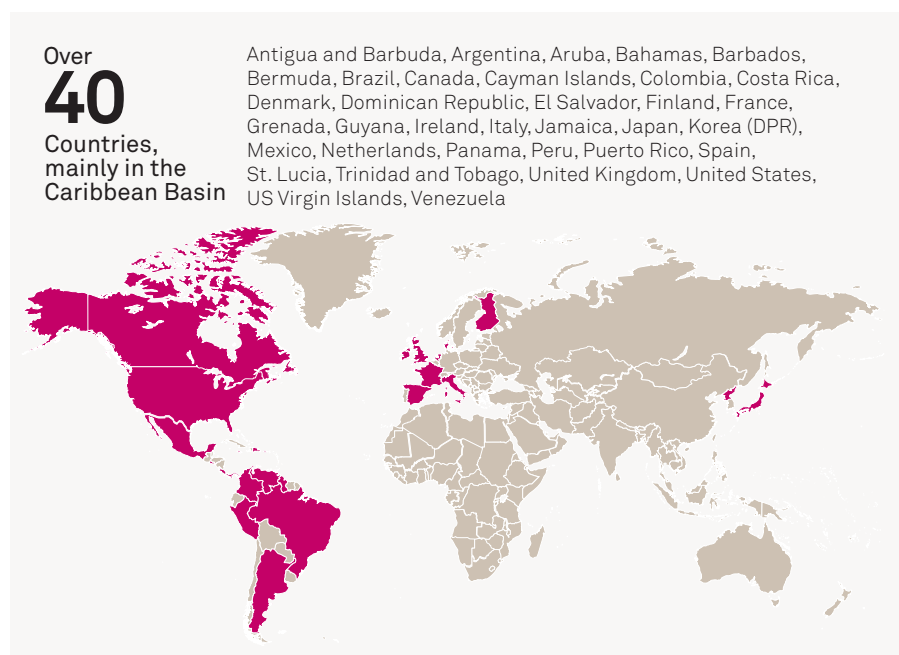 Over
40
Countries,
mainly in the
Caribbean Basin
Antigua and Barbuda, Argentina, Aruba, Bahamas, Barbados,
Bermuda, Brazil, Canada, Cayman Islands, Colombia, Costa Rica,
Denmark, Dominican Republic, El Salvador, Finland, France,
Grenada, Guyana, Ireland, Italy, Jamaica, Japan, Korea (DPR),
Mexico, Netherlands, Panama, Peru, Puerto Rico, Spain,
St. Lucia, Trinidad and Tobago, United Kingdom, United States,
US Virgin Islands, Venezuela